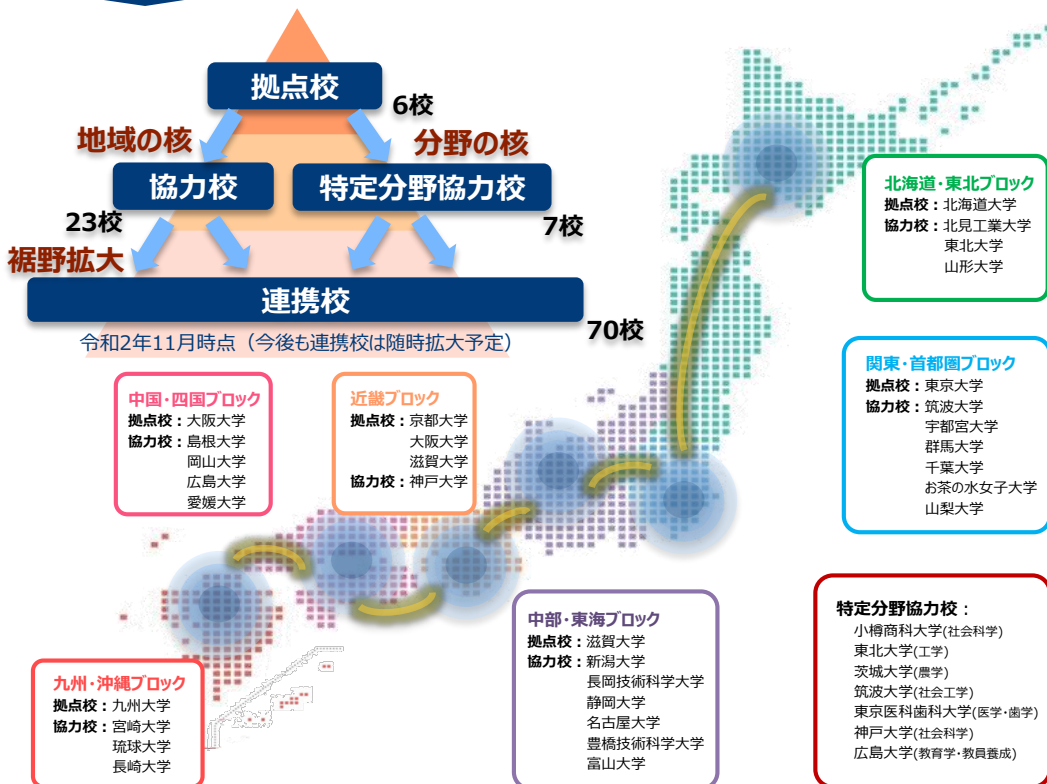 拠点校
6校
地域の核
分野の核
協力校
特定分野協力校
23校
7校
裾野拡大
連携校
70校
令和2年11月時点（今後も連携校は随時拡大予定）
北海道・東北ブロック
拠点校：北海道大学
協力校：北見工業大学
東北大学
山形大学
関東・首都圏ブロック
拠点校：東京大学
協力校：筑波大学
宇都宮大学
群馬大学
千葉大学
お茶の水女子大学
山梨大学
中国・四国ブロック
拠点校：大阪大学
協力校：島根大学
岡山大学
広島大学
愛媛大学
近畿ブロック
拠点校：京都大学
大阪大学
滋賀大学
協力校：神戸大学
中部・東海ブロック
拠点校：滋賀大学
協力校：新潟大学
長岡技術科学大学
静岡大学
名古屋大学
豊橋技術科学大学
富山大学
九州・沖縄ブロック
拠点校：九州大学
協力校：宮崎大学
琉球大学
長崎大学
特定分野協力校：
小樽商科大学(社会科学)
東北大学(工学)
茨城大学(農学)
筑波大学(社会工学)
東京医科歯科大学(医学・歯学)
神戸大学(社会科学)
広島大学(教育学・教員養成)